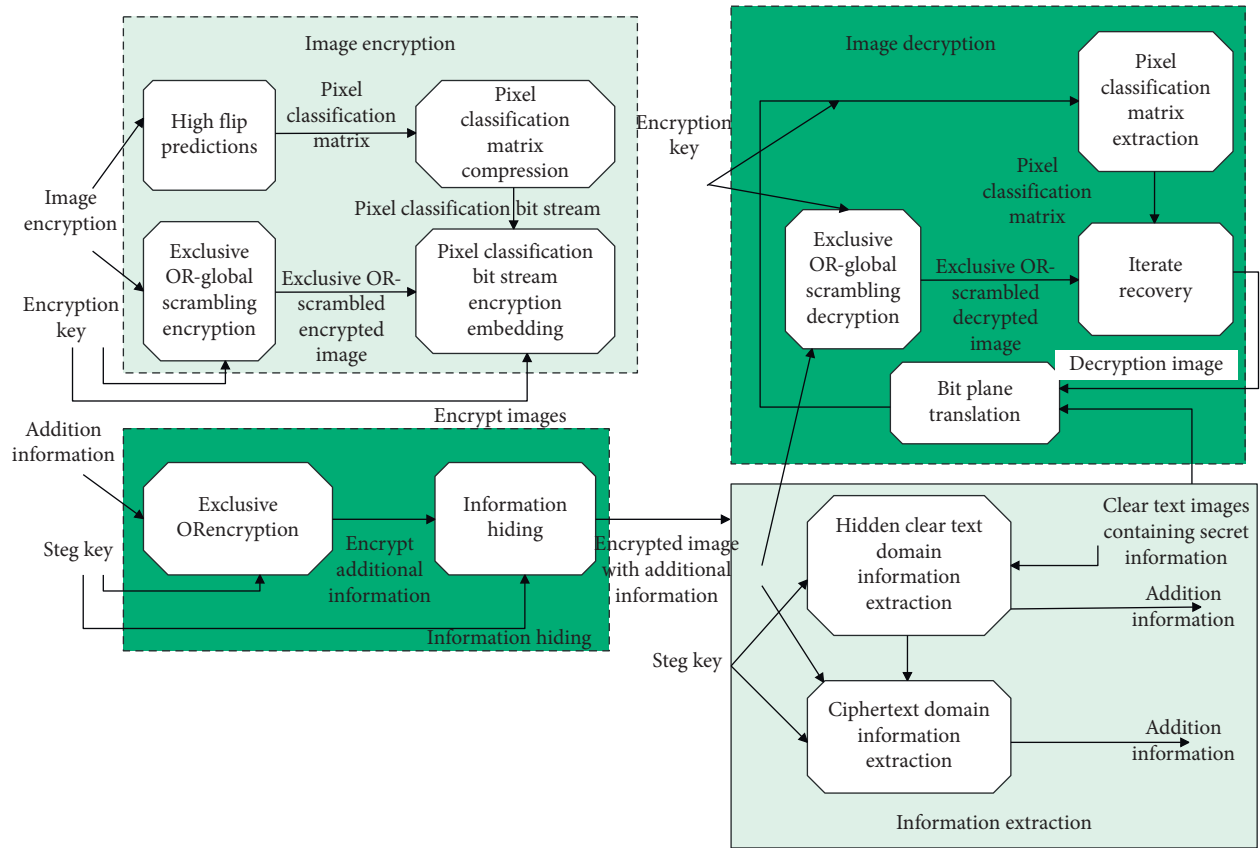 Image encryption
High flip
predictions
Pixel
classification
matrix
Pixel
classification
matrix
compression
Image
encryption
Pixel classification bit stream
Exclusive
OR-global
scrambling
encryption
Exclusive OR-
scrambled
encrypted
image
Pixel classification
bit stream
encryption
embedding
Encryption
key
Encrypt images
Addition
information
Exclusive
ORencryption
Steg key
Encrypt
additional
information
Information
hiding
Encrypted image
with additional
information
Information hiding
Image decryption
Encryption
key
Pixel
classification
matrix
extraction
Pixel
classification
matrix
Exclusive
OR-global
scrambling
decryption
Exclusive OR-
scrambled
decrypted
image
Iterate
recovery
Decryption image
Bit plane
translation
Hidden clear text
domain
information
extraction
Clear text images
containing secret
information
Addition
information
Steg key
Ciphertext domain
information
extraction
Addition
information
Information extraction